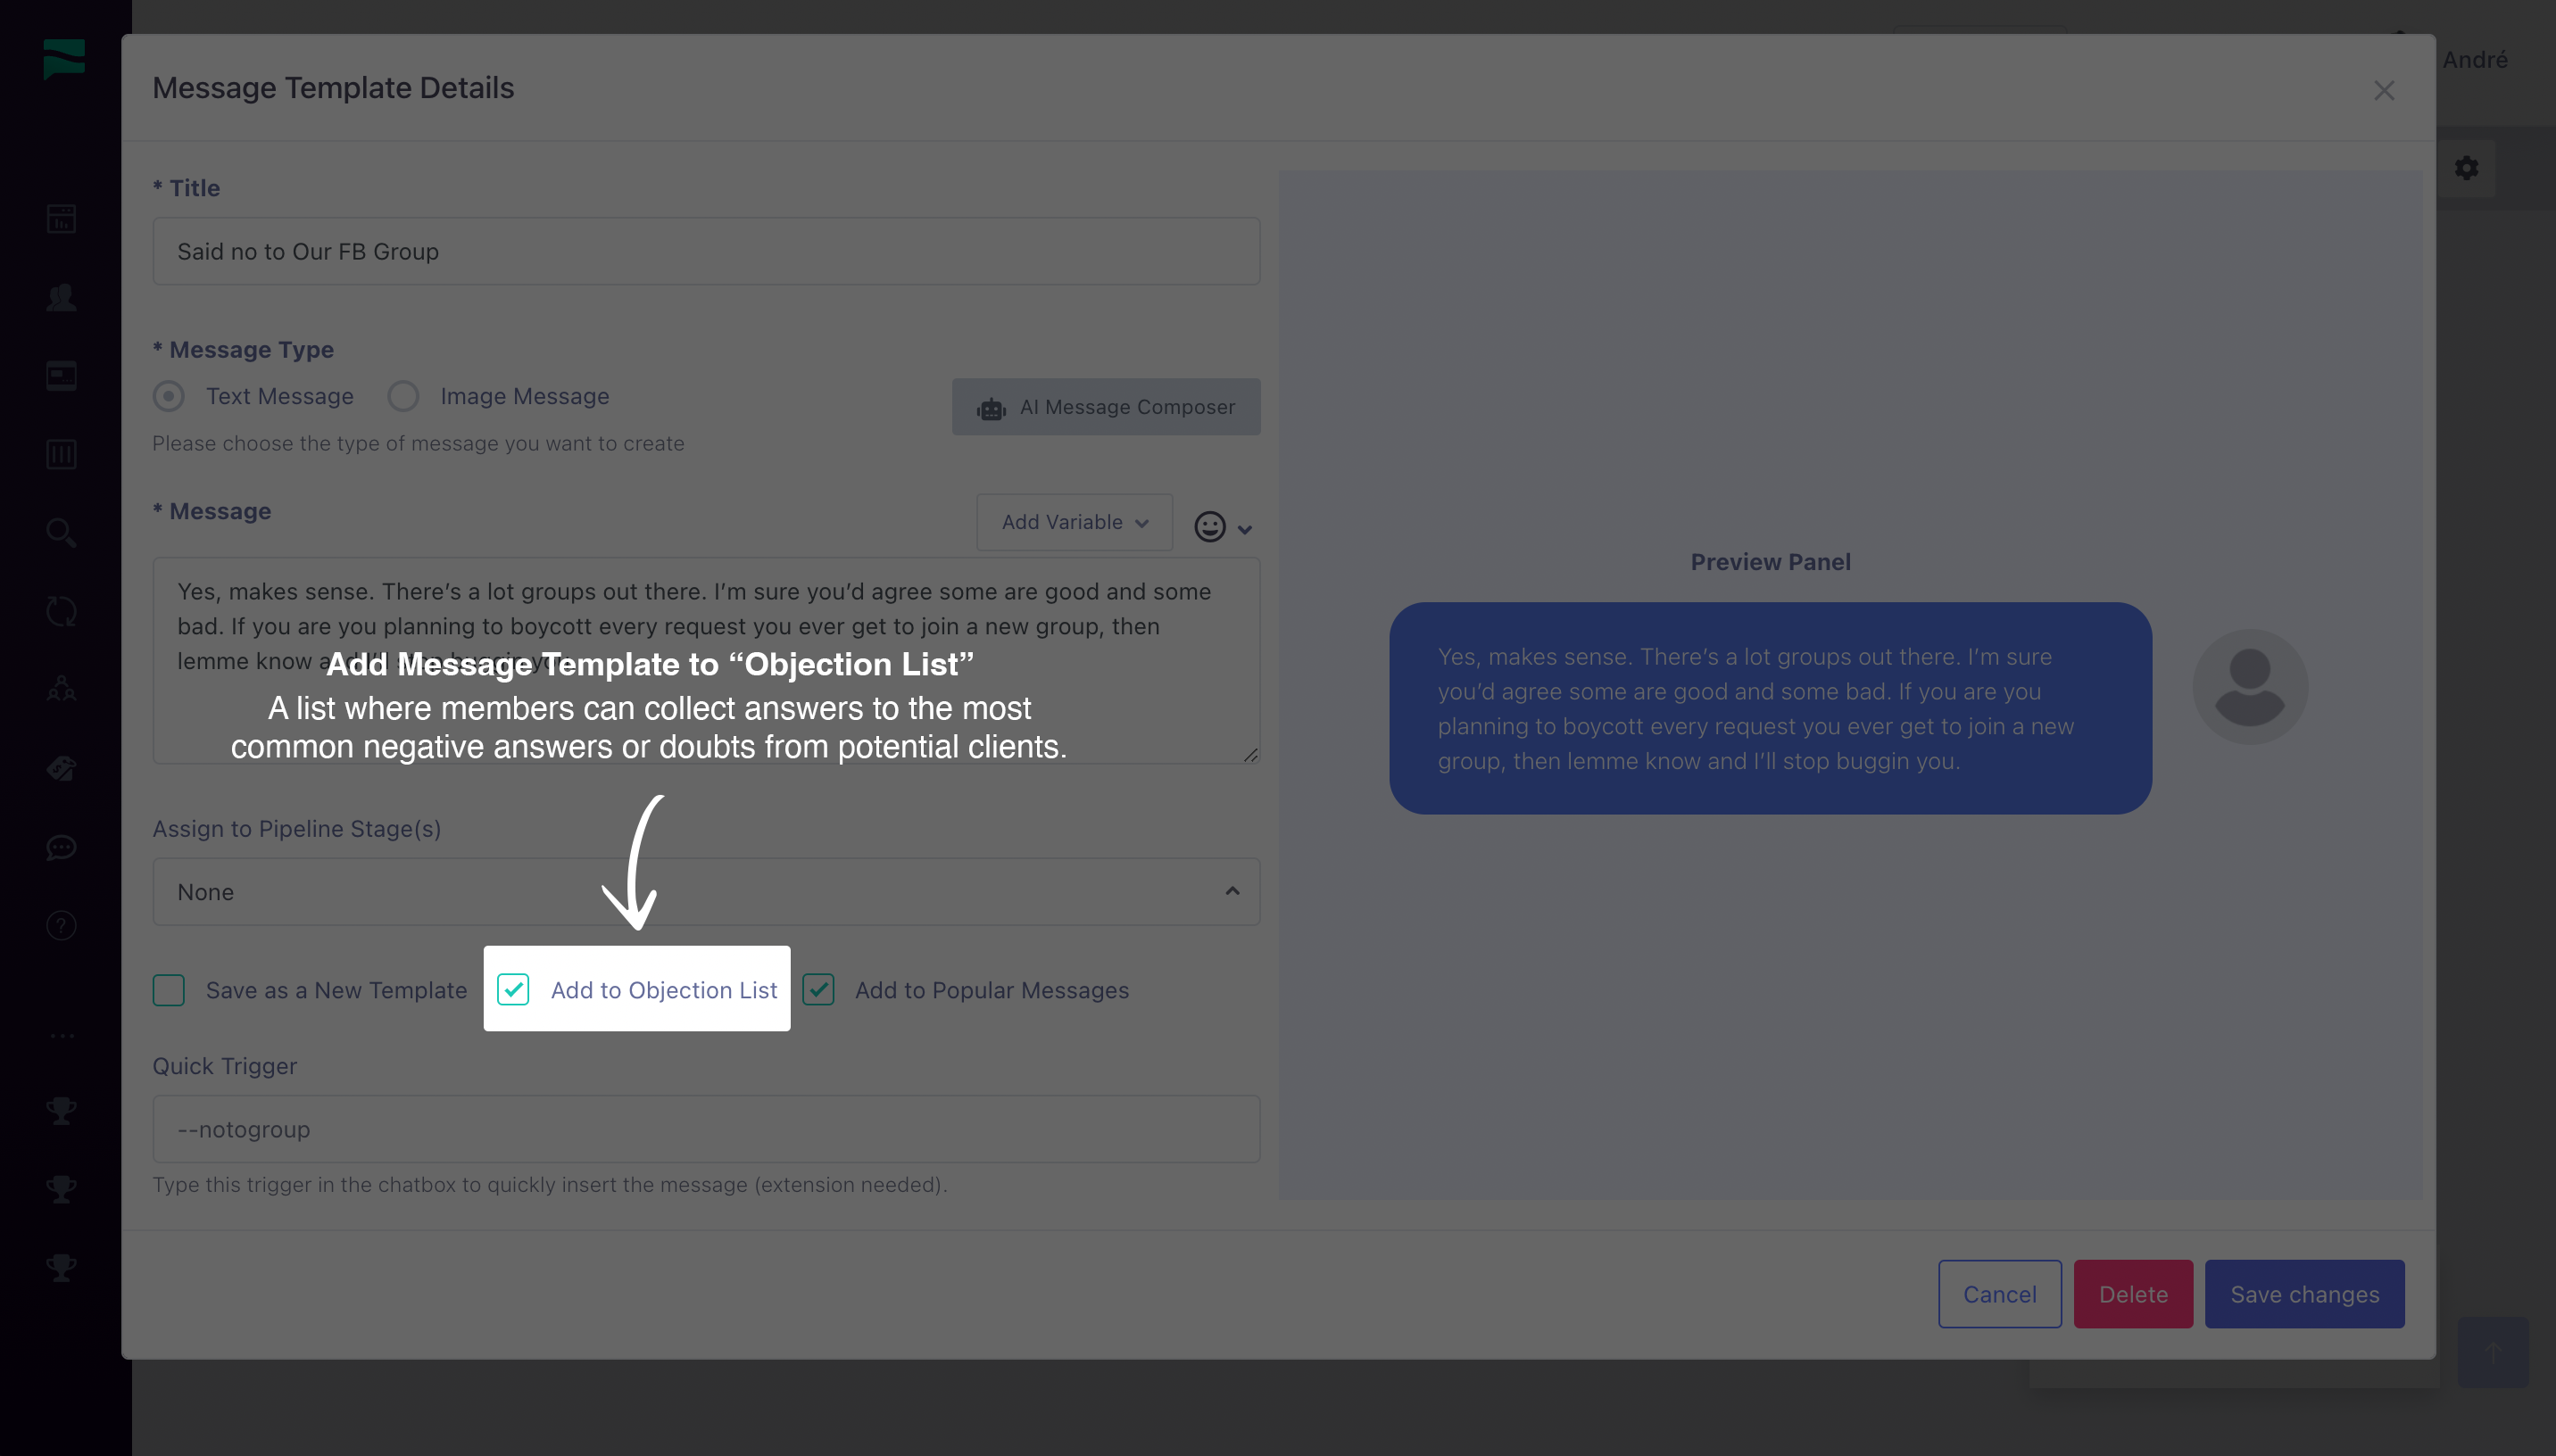 André
Message Template Details
* Title
Said no to Our FB Group
* Message Type
Text Message
Image Message
AI Message Composer
Please choose the type of message you want to create
* Message
Add Variable
Yes, makes sense. There’s a lot groups out there. I’m sure you’d agree some are good and some
bad. If you are you planning to boycott every request you ever get to join a new group, then
lemme know and I’ll stop buggin you.
Add Message Template to “Objection List”
A list where members can collect answers to the most
common negative answers or doubts from potential clients.
Assign to Pipeline Stage(s)
None
Save as a New Template
Add to Objection List
Add to Popular Messages
Quick Trigger
--notogroup
Type this trigger in the chatbox to quickly insert the message (extension needed).
Preview Panel
Yes, makes sense. There’s a lot groups out there. I’m sure
you’d agree some are good and some bad. If you are you
planning to boycott every request you ever get to join a new
group, then lemme know and I’ll stop buggin you.
Cancel
Delete
Save changes